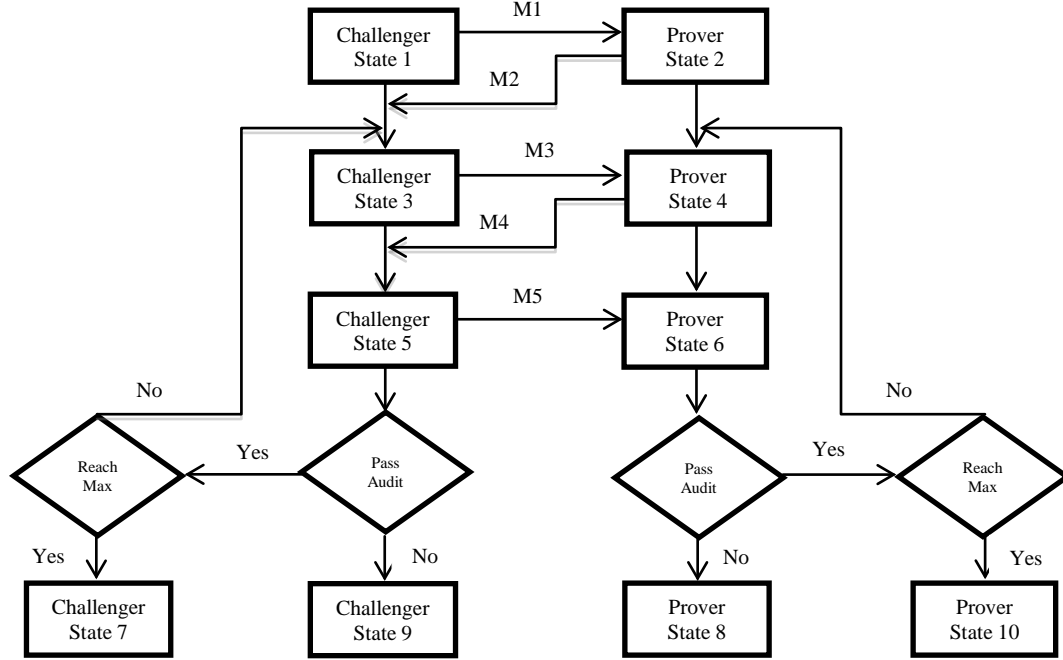 M1
Challenger
State 1
Prover
State 2
M2
M3
Challenger
State 3
Prover
State 4
M4
M5
Challenger
State 5
Prover
State 6
No
No
Reach
Max
Yes
Pass
Audit
Pass
Audit
Yes
Reach
Max
Yes
No
No
Yes
Challenger
State 7
Challenger
State 9
Prover
State 8
Prover
State 10